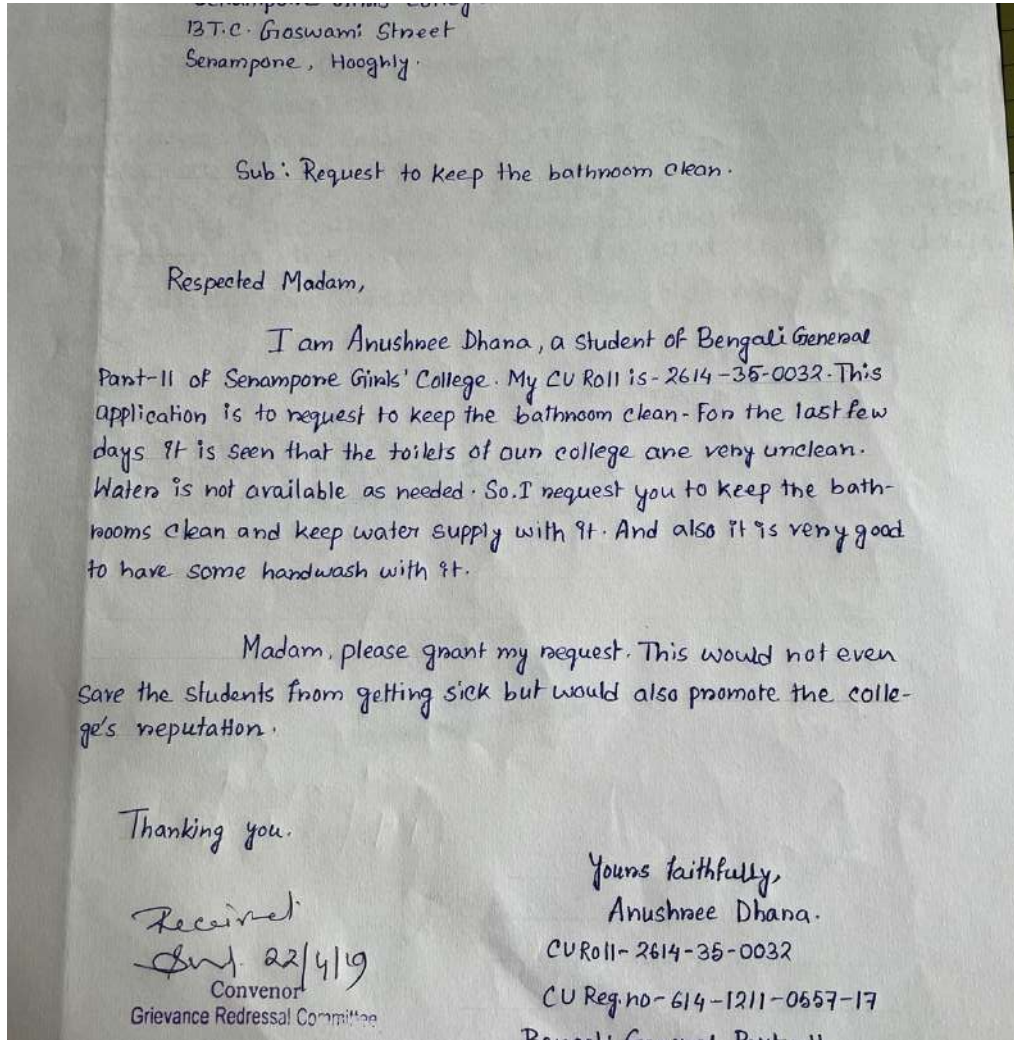 13 T.C. Goswami Street
Serampore, Hooghly.
Sub: Request to keep the bathroom clean.
Respected Madam,
I am Anushree Dhara, a student of Bengali General
Part-II of Serampore Girls' College. My CU Roll is - 2614-35-0032. This
application is to request to keep the bathroom clean. For the last few
days it is seen that the toilets of our college are very unclean.
Water is not available as needed. So. I request you to keep the bath-
rooms clean and keep water supply with it. And also it is very good
to have some handwash with it.
Madam, please grant my request. This would not even
save the students from getting sick but would also promote the colle-
ge's reputation.
Thanking you.
Yours faithfully,
Anushree Dhara.
CU Roll- 2614-35-0032
CU Reg. no- 614-1211-0557-17
Received
22/4/19
Convenor
Grievance Redressal Committee